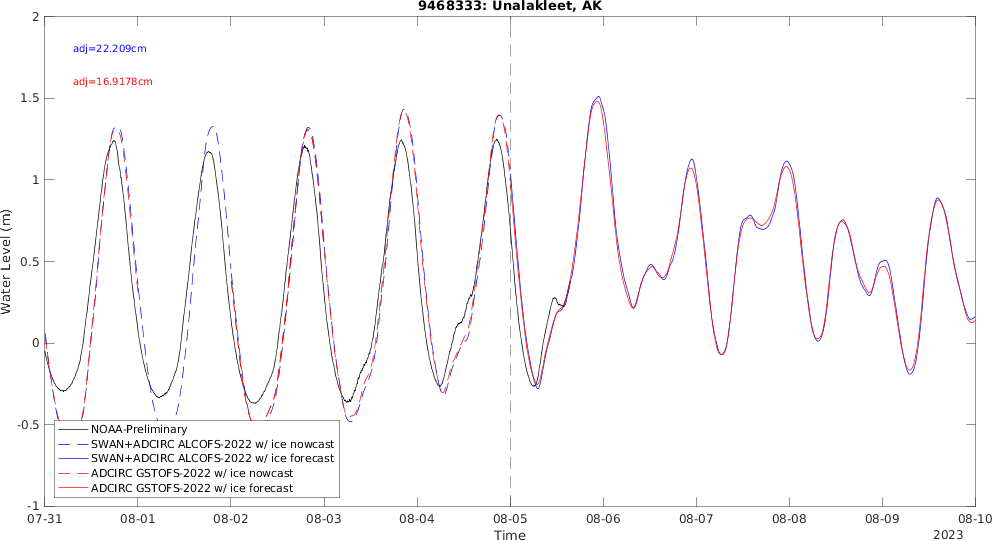 9468333: Unalakleet, AK
2
adj=22.209cm
adj=16.9178cm
1.5
1
0.5
0
-0.5
-1
Water Level (m)
NOAA-Preliminary
SWAN+ADCIRC ALCOFS-2022 w/ ice nowcast
SWAN+ADCIRC ALCOFS-2022 w/ ice forecast
ADCIRC GSTOFS-2022 w/ ice nowcast
ADCIRC GSTOFS-2022 w/ ice forecast
07-31 08-01 08-02 08-03 08-04 08-05 08-06 08-07 08-08 08-09 08-10
Time
2023